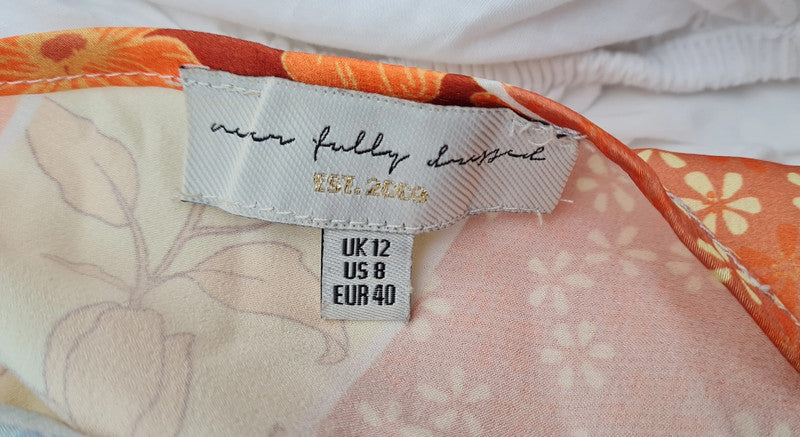 never fully dressed
EST. 2009
UK 12
US 8
EUR 40